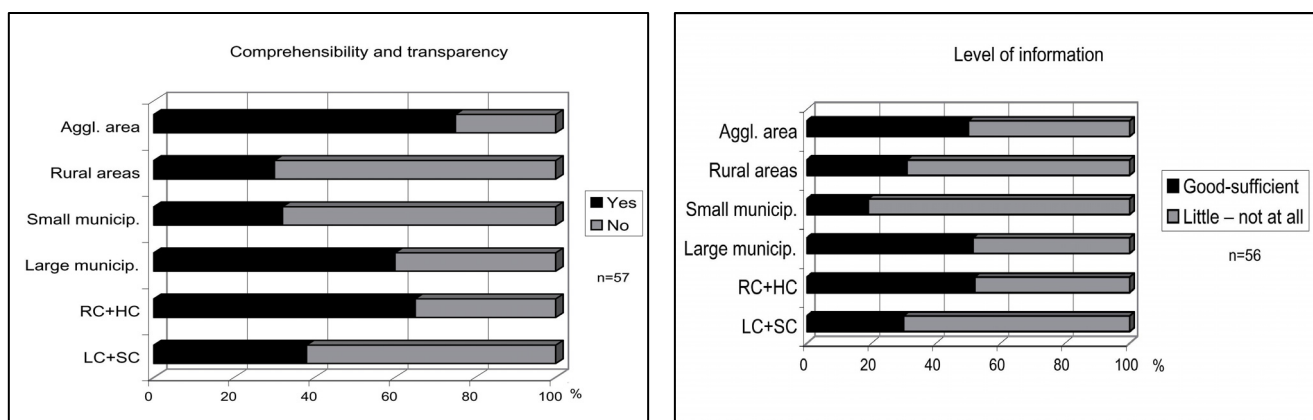 Comprehensibility and transparency
Aggl. area
Rural areas
Small municip.
Large municip.
RC+HC
LC+SC
0 20 40 60 80 100 %
Yes
No
n=57
Level of information
Aggl. area
Rural areas
Small municip.
Large municip.
RC+HC
LC+SC
0 20 40 60 80 100 %
Good-sufficient
Little – not at all
n=56